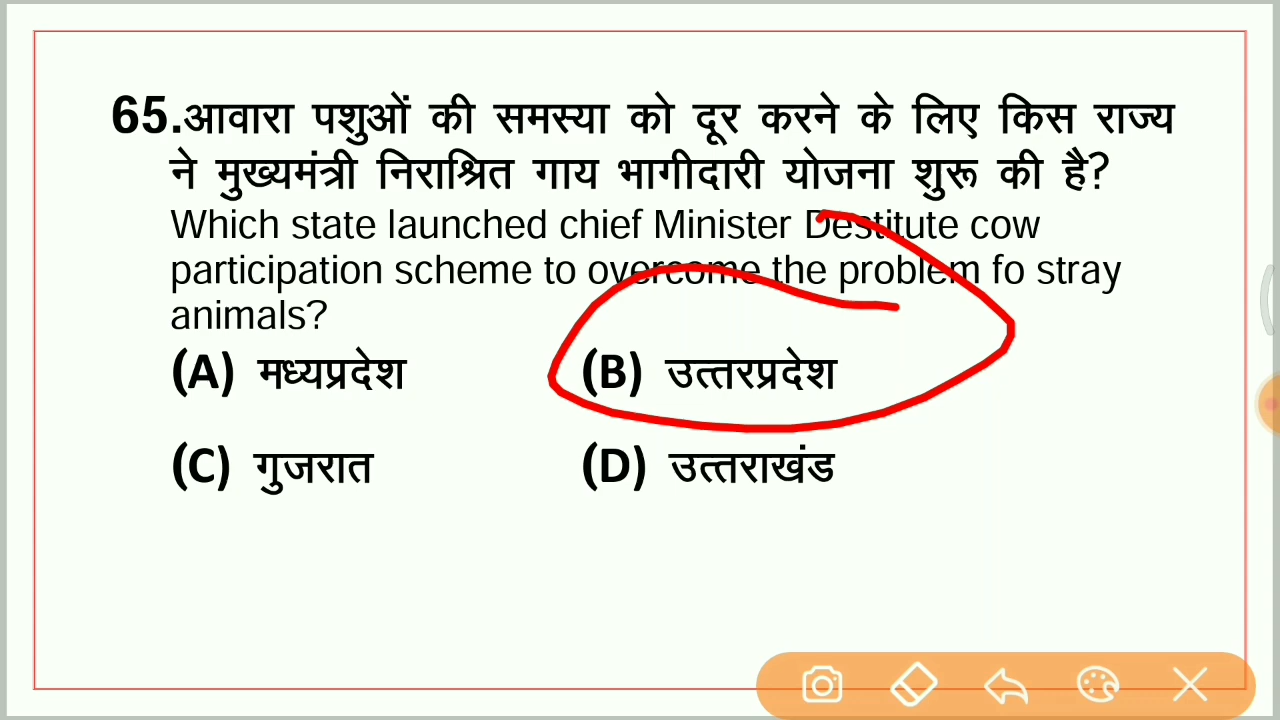 65.आवारा पशुओं की समस्या को दूर करने के लिए किस राज्य
ने मुख्यमंत्री निराश्रित गाय भागीदारी योजना शुरू की है?
Which state launched chief Minister Destitute cow
participation scheme to overcome the problem fo stray
animals?
(A) मध्यप्रदेश (B) उत्तरप्रदेश
(C) गुजरात (D) उत्तराखंड